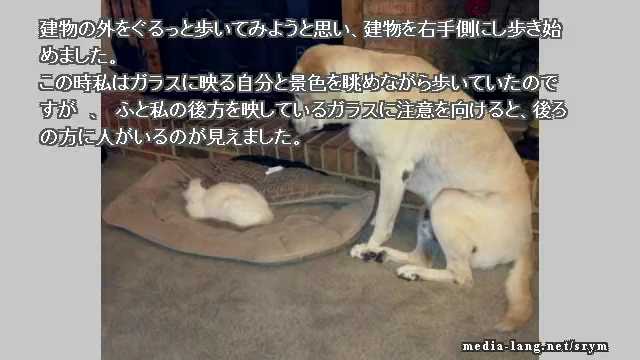 建物の外をぐるっと歩いてみようと思い、建物を右手側にし歩き始
めました。
この時私はガラスに映る自分と景色を眺めながら歩いていたので
すが 、 ふと私の後方を映しているガラスに注意を向けると、後ろ
の方に人がいるのが見えました。
media-lang.net/srym